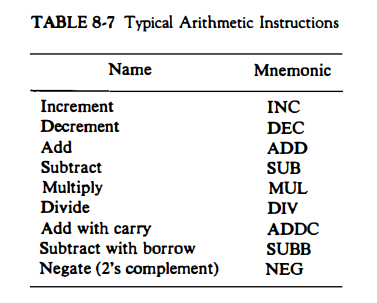 TABLE 8-7 Typical Arithmetic Instructions
Name Mnemonic
Increment INC
Decrement DEC
Add ADD
Subtract SUB
Multiply MUL
Divide DIV
Add with carry ADDC
Subtract with borrow SUBB
Negate (2's complement) NEG